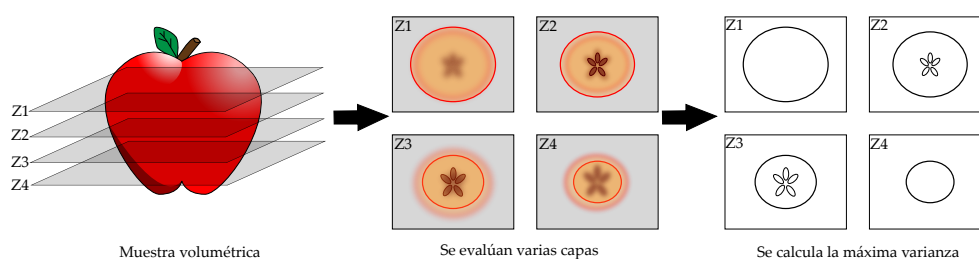 Z1
Z2
Z3
Z4
Muestra volumétrica
Z1
Z2
Z3
Z4
Se evalúan varias capas
Z1
Z2
Z3
Z4
Se calcula la máxima varianza